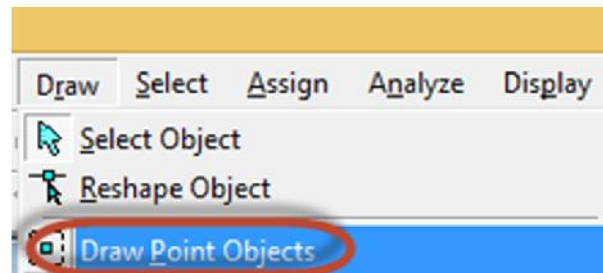 Draw Select Assign Analyze Display
Select Object
Reshape Object
Draw Point Objects